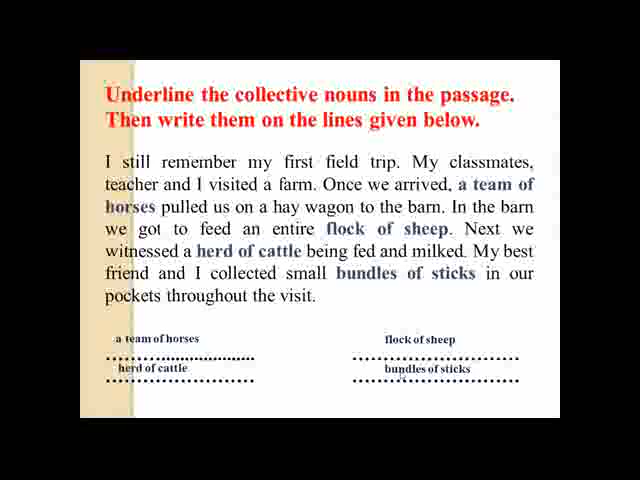 Underline the collective nouns in the passage.
Then write them on the lines given below.
I still remember my first field trip. My classmates,
teacher and I visited a farm. Once we arrived, a team of
horses pulled us on a hay wagon to the barn. In the barn
we got to feed an entire flock of sheep. Next we
witnessed a herd of cattle being fed and milked. My best
friend and I collected small bundles of sticks in our
pockets throughout the visit.
a team of horses flock of sheep
herd of cattle bundles of sticks